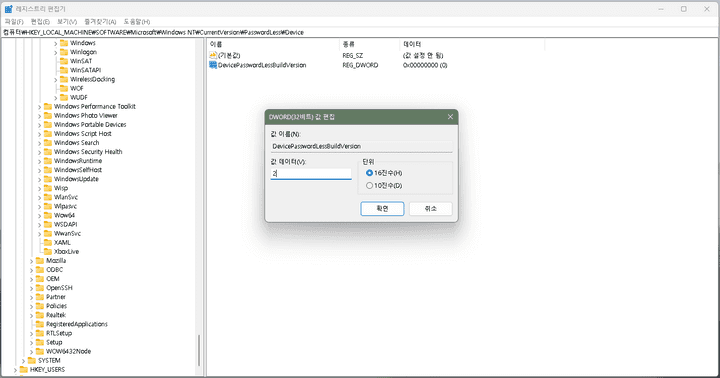 레지스트리 편집기
파일(F) 편집(E) 보기(V) 즐겨찾기(A) 도움말(H)
컴퓨터₩HKEY_LOCAL_MACHINE₩SOFTWARE₩Microsoft₩Windows NT₩CurrentVersion₩PasswordLess₩Device
Windows
Winlogon
WinSAT
WinSATAPI
WirelessDocking
WOF
WUDF
Windows Performance Toolkit
Windows Photo Viewer
Windows Portable Devices
Windows Script Host
Windows Search
Windows Security Health
WindowsRuntime
WindowsSelfHost
WindowsUpdate
Wisp
WlanSvc
Wlpasvc
Wow64
WSDAPI
WwanSvc
XAML
XboxLive
Mozilla
ODBC
OEM
OpenSSH
Partner
Policies
Realtek
RegisteredApplications
RTLSetup
Setup
WOW6432Node
SYSTEM
HKEY_USERS
이름 종류 데이터
(기본값) REG_SZ (값 설정 안 됨)
DevicePasswordLessBuildVersion REG_DWORD 0x00000000 (0)
DWORD(32비트) 값 편집
값 이름(N):
DevicePasswordLessBuildVersion
값 데이터(V):
2
단위
16진수(H)
10진수(D)
확인 취소